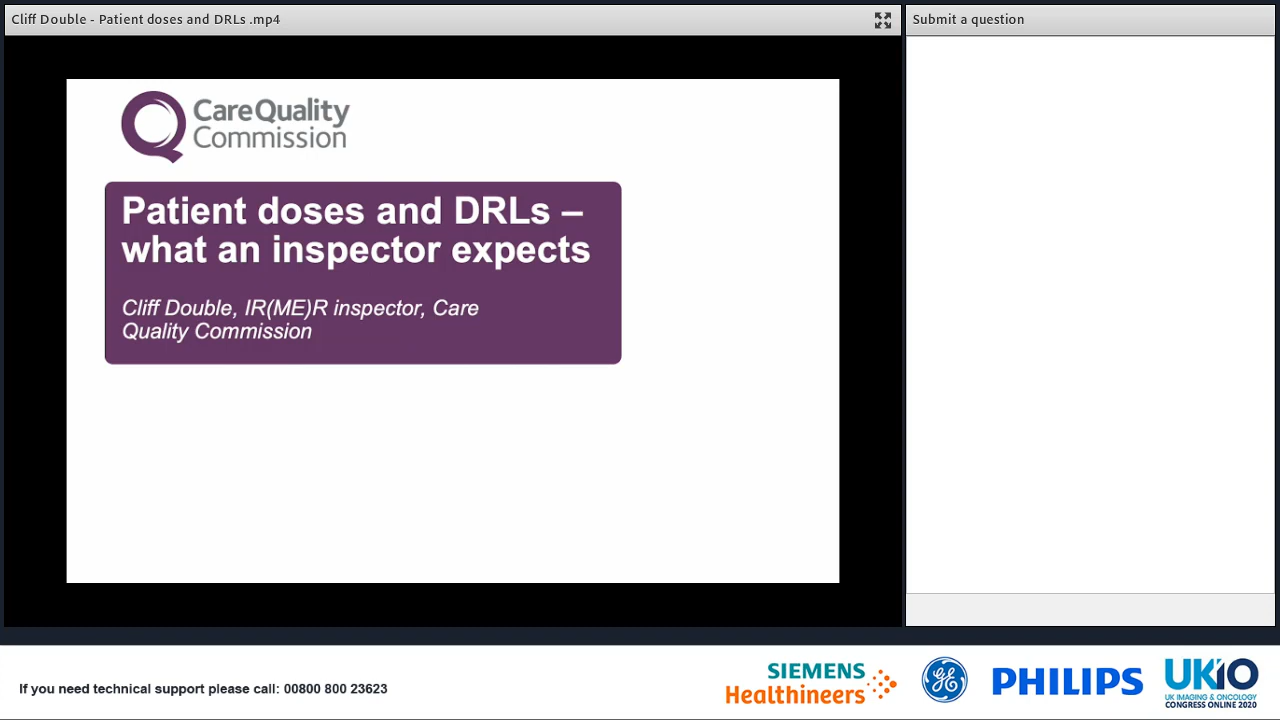 Cliff Double - Patient doses and DRLs .mp4
Submit a question
CareQuality
Commission
Patient doses and DRLs –
what an inspector expects
Cliff Double, IR(ME)R inspector, Care
Quality Commission
If you need technical support please call: 00800 800 23623
SIEMENS
Healthineers
GE
PHILIPS
UKIO
UK IMAGING & ONCOLOGY
CONGRESS ONLINE 2020